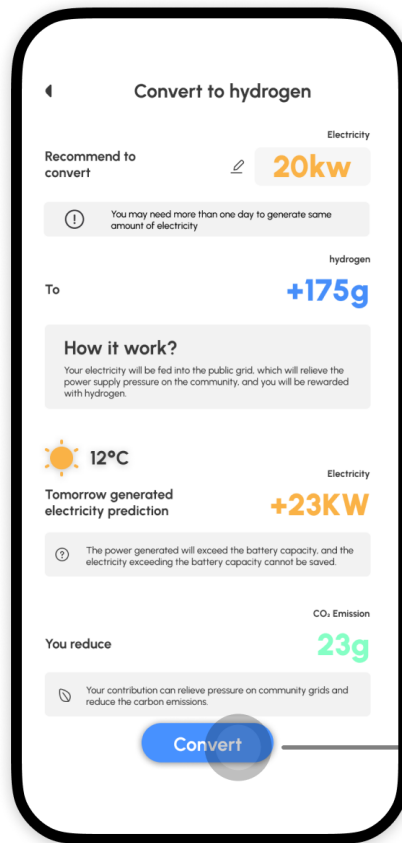 Convert to hydrogen
Electricity
Recommend to
convert
20kw
You may need more than one day to generate same
amount of electricity
hydrogen
To
+175g
How it work?
Your electricity will be fed into the public grid, which will relieve the
power supply pressure on the community, and you will be rewarded
with hydrogen.
12°C
Electricity
Tomorrow generated
electricity prediction
+23KW
The power generated will exceed the battery capacity, and the
electricity exceeding the battery capacity cannot be saved.
CO₂ Emission
You reduce
23g
Your contribution can relieve pressure on community grids and
reduce the carbon emissions.
Convert